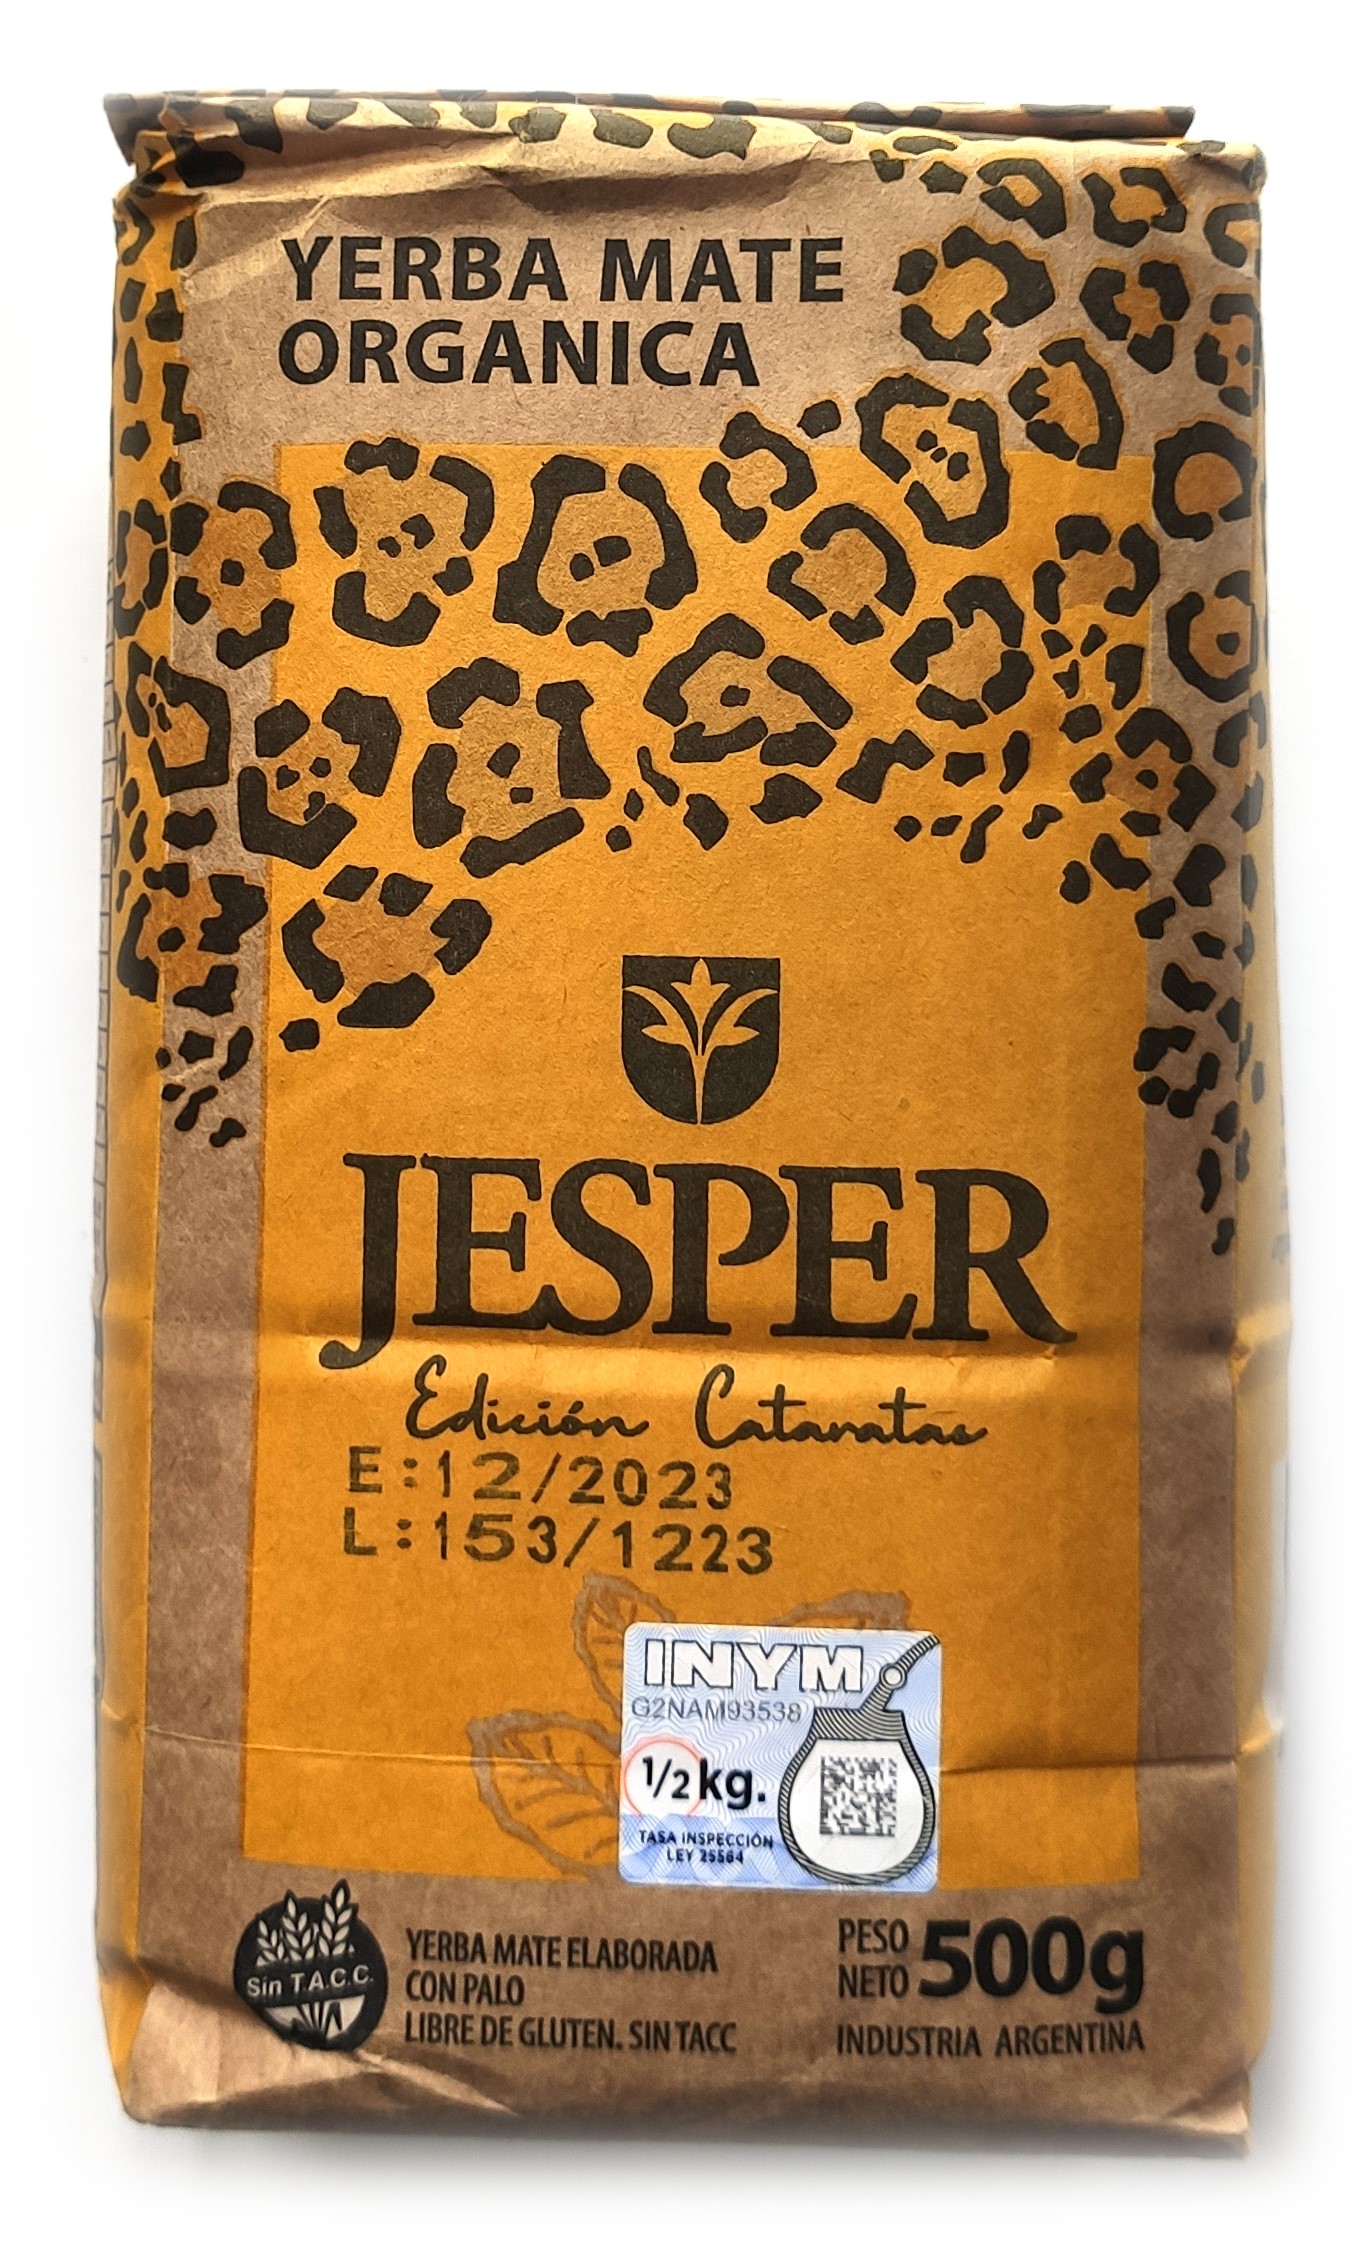 YERBA MATE
ORGANICA
JESPER
Edición Cataratas
E:12/2023
L:153/1223
INYM
G2NAM93538
1/2 kg.
TASA INSPECCIÓN
LEY 25564
Sin T.A.C.C.
YERBA MATE ELABORADA
CON PALO
LIBRE DE GLUTEN. SIN TACC
PESO
NETO 500g
INDUSTRIA ARGENTINA